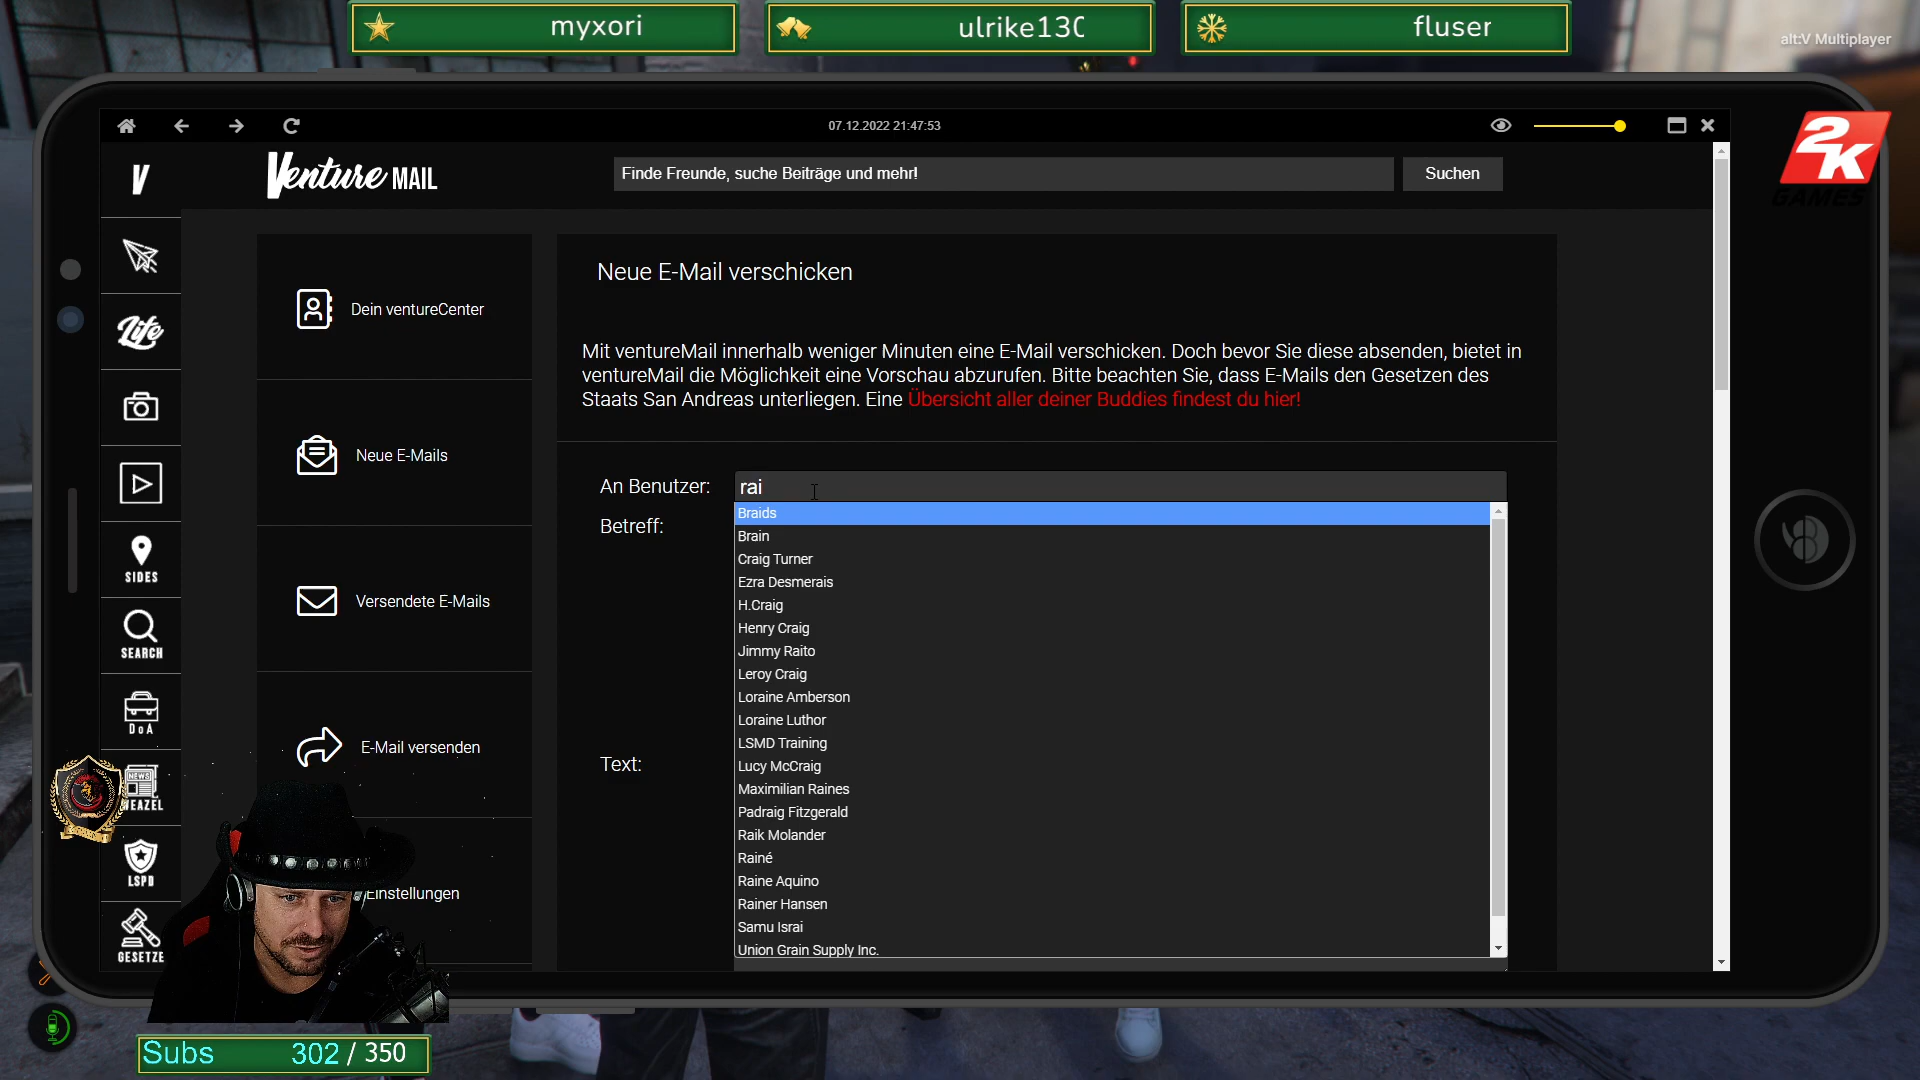 myxori
ulrike130
fluser
alt:V Multiplayer
07.12.2022 21:47:53
2K
GAMES
V
Venture MAIL
Finde Freunde, suche Beiträge und mehr!
Suchen
Life
SIDES
SEARCH
DoA
NEWS
WEAZEL
LSPD
GESETZE
Dein ventureCenter
Neue E-Mails
Versendete E-Mails
E-Mail versenden
Einstellungen
Neue E-Mail verschicken
Mit ventureMail innerhalb weniger Minuten eine E-Mail verschicken. Doch bevor Sie diese absenden, bietet in
ventureMail die Möglichkeit eine Vorschau abzurufen. Bitte beachten Sie, dass E-Mails den Gesetzen des
Staats San Andreas unterliegen. Eine Übersicht aller deiner Buddies findest du hier!
An Benutzer: rai
Betreff:
Text:
Braids
Brain
Craig Turner
Ezra Desmerais
H.Craig
Henry Craig
Jimmy Raito
Leroy Craig
Loraine Amberson
Loraine Luthor
LSMD Training
Lucy McCraig
Maximilian Raines
Padraig Fitzgerald
Raik Molander
Rainé
Raine Aquino
Rainer Hansen
Samu Israi
Union Grain Supply Inc.
Subs 302 / 350